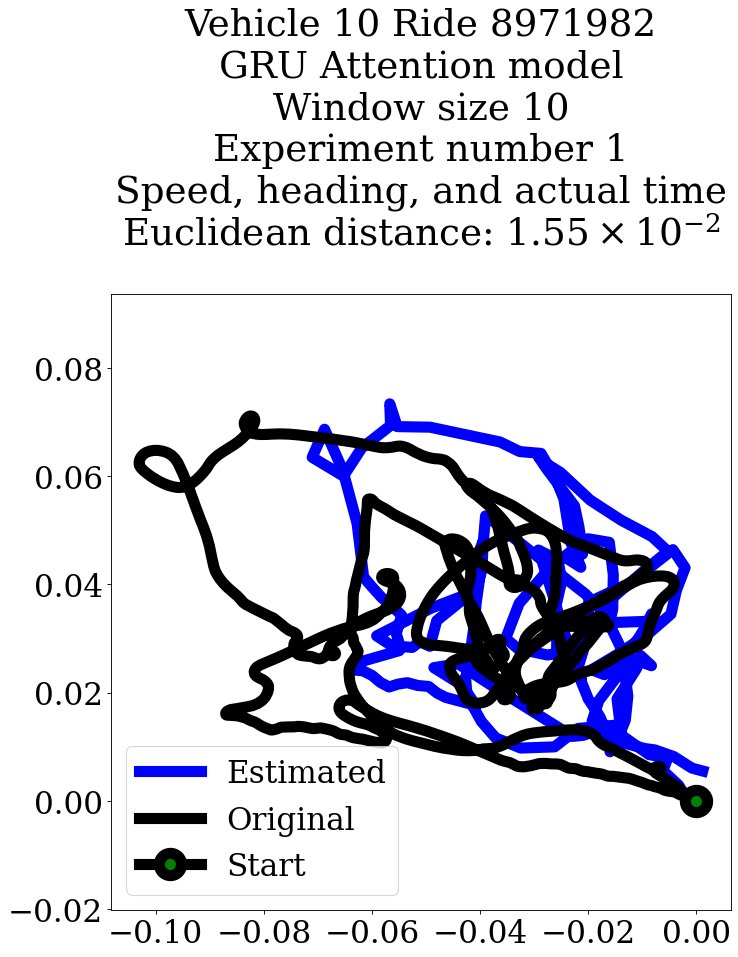 Vehicle 10 Ride 8971982
GRU Attention model
Window size 10
Experiment number 1
Speed, heading, and actual time
Euclidean distance: 1.55 × 10⁻²
0.08
0.06
0.04
0.02
0.00
−0.02
Estimated
Original
Start
−0.10 −0.08 −0.06 −0.04 −0.02 0.00